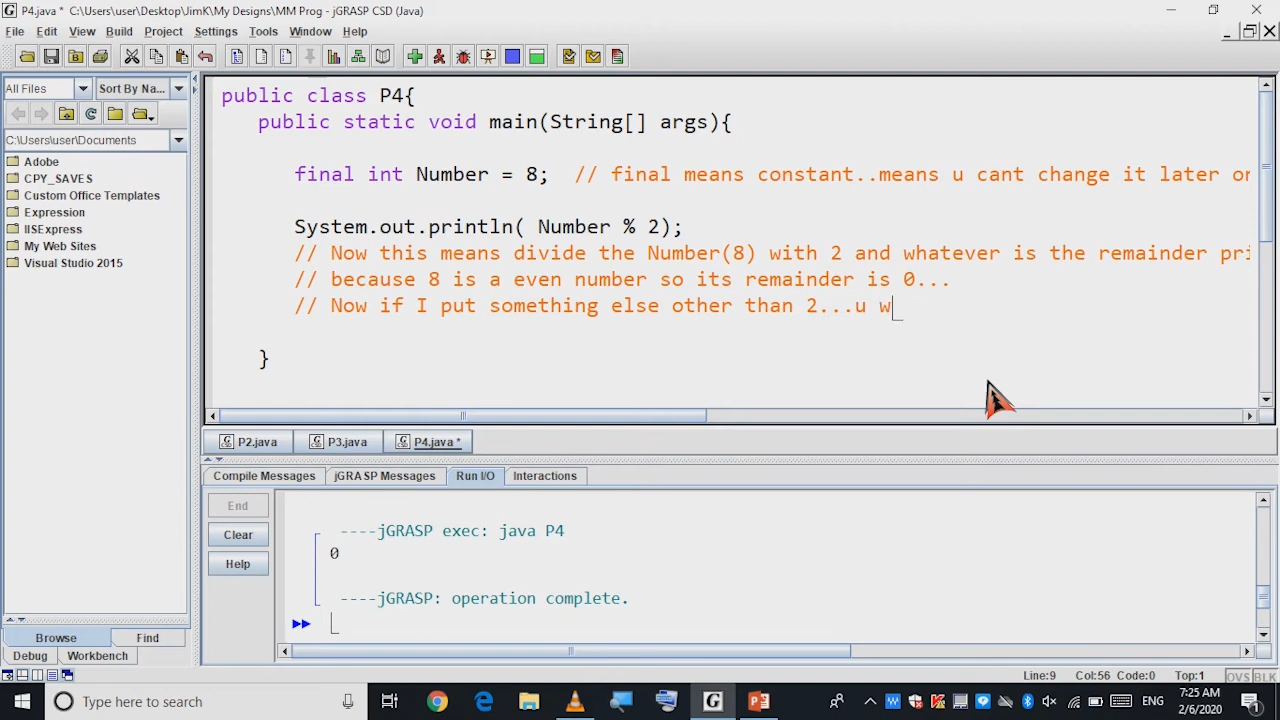 P4.java * C:\Users\user\Desktop\JimK\My Designs\MM Prog - jGRASP CSD (Java)
File Edit View Build Project Settings Tools Window Help
All Files Sort By Na...
C:\Users\user\Documents
Adobe
CPY_SAVES
Custom Office Templates
Expression
IISExpress
My Web Sites
Visual Studio 2015
public class P4{
public static void main(String[] args){
final int Number = 8; // final means constant..means u cant change it later on
System.out.println( Number % 2);
// Now this means divide the Number(8) with 2 and whatever is the remainder pri
// because 8 is a even number so its remainder is 0...
// Now if I put something else other than 2...u w
}
P2.java P3.java P4.java *
Compile Messages jGRASP Messages Run I/O Interactions
End
Clear
Help
----jGRASP exec: java P4
0
----jGRASP: operation complete.
Browse Find
Debug Workbench
Line:9 Col:56 Code:0 Top:1 OVS BLK
Type here to search
ENG
7:25 AM
2/6/2020